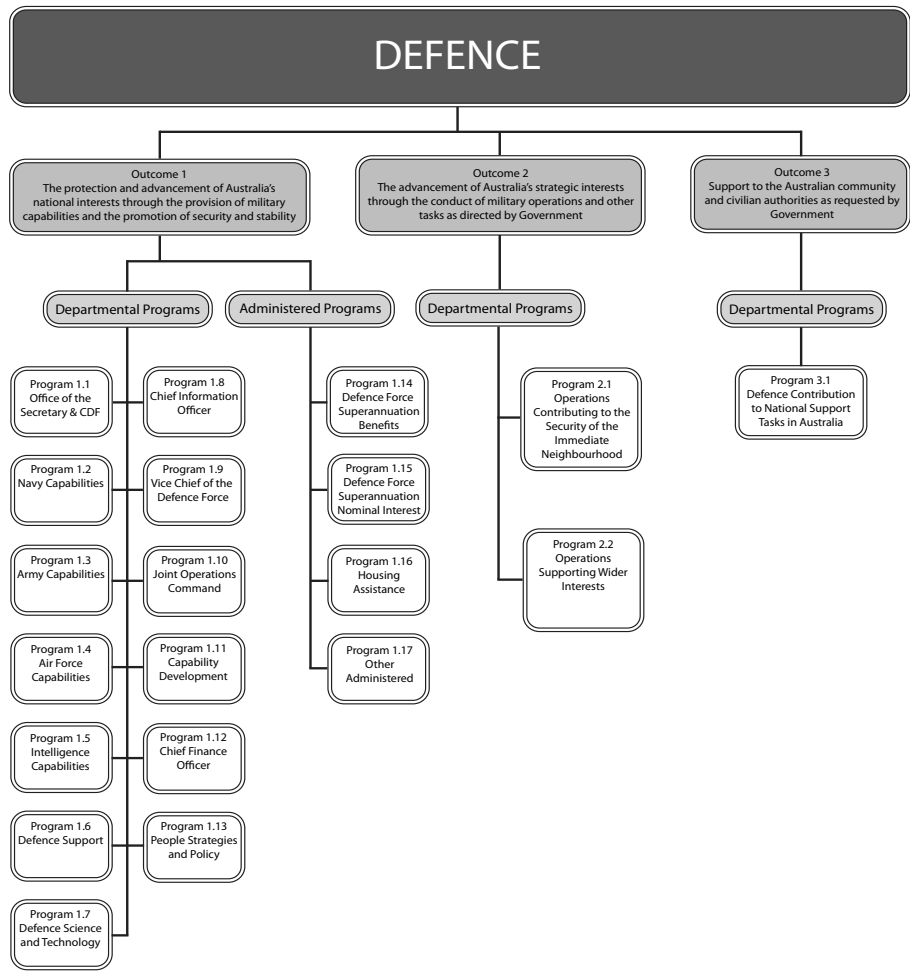 DEFENCE
Outcome 1
The protection and advancement of Australia's
national interests through the provision of military
capabilities and the promotion of security and stability
Outcome 2
The advancement of Australia's strategic interests
through the conduct of military operations and other
tasks as directed by Government
Outcome 3
Support to the Australian community
and civilian authorities as requested by
Government
Departmental Programs
Administered Programs
Departmental Programs
Departmental Programs
Program 1.1
Office of the
Secretary & CDF
Program 1.8
Chief Information
Officer
Program 1.14
Defence Force
Superannuation
Benefits
Program 2.1
Operations
Contributing to the
Security of the
Immediate
Neighbourhood
Program 3.1
Defence Contribution
to National Support
Tasks in Australia
Program 1.2
Navy Capabilities
Program 1.9
Vice Chief of the
Defence Force
Program 1.15
Defence Force
Superannuation
Nominal Interest
Program 1.3
Army Capabilities
Program 1.10
Joint Operations
Command
Program 1.16
Housing
Assistance
Program 2.2
Operations
Supporting Wider
Interests
Program 1.4
Air Force
Capabilities
Program 1.11
Capability
Development
Program 1.17
Other
Administered
Program 1.5
Intelligence
Capabilities
Program 1.12
Chief Finance
Officer
Program 1.6
Defence Support
Program 1.13
People Strategies
and Policy
Program 1.7
Defence Science
and Technology